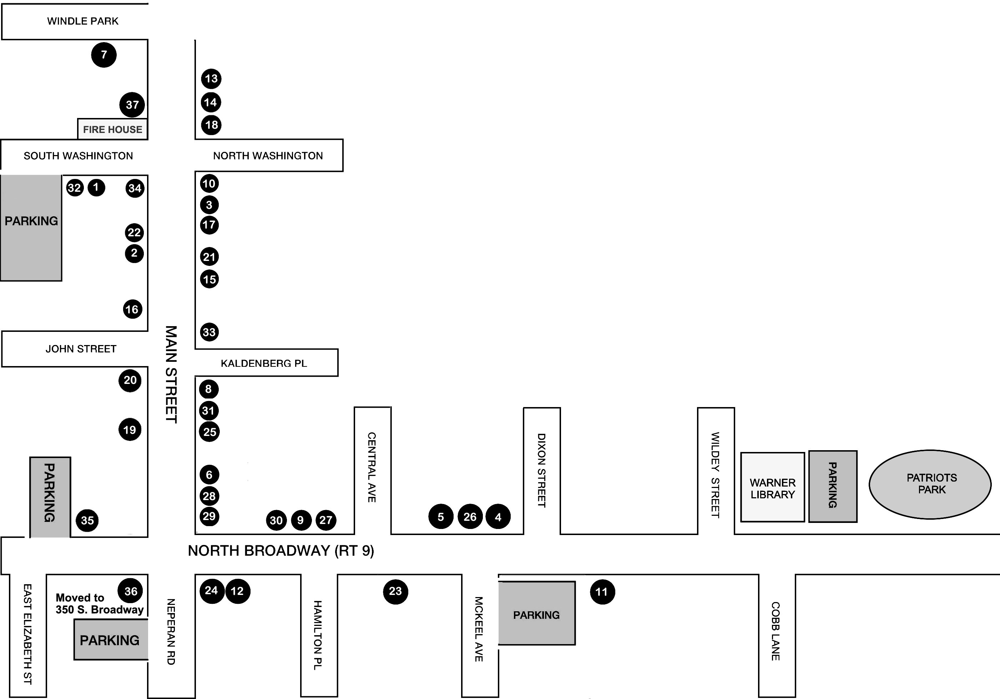 WINDLE PARK
7
13
37
14
18
FIRE HOUSE
SOUTH WASHINGTON
NORTH WASHINGTON
10
32
1
34
3
PARKING
17
22
2
21
15
16
33
MAIN STREET
JOHN STREET
KALDENBERG PL
20
8
31
19
25
CENTRAL AVE
DIXON STREET
WILDEY STREET
PARKING
6
28
29
35
30
9
27
5
26
4
WARNER
LIBRARY
PARKING
PATRIOTS
PARK
NORTH BROADWAY (RT 9)
EAST ELIZABETH ST
Moved to
350 S. Broadway
36
PARKING
NEPERAN RD
24
12
HAMILTON PL
23
MCKEEL AVE
PARKING
11
COBB LANE